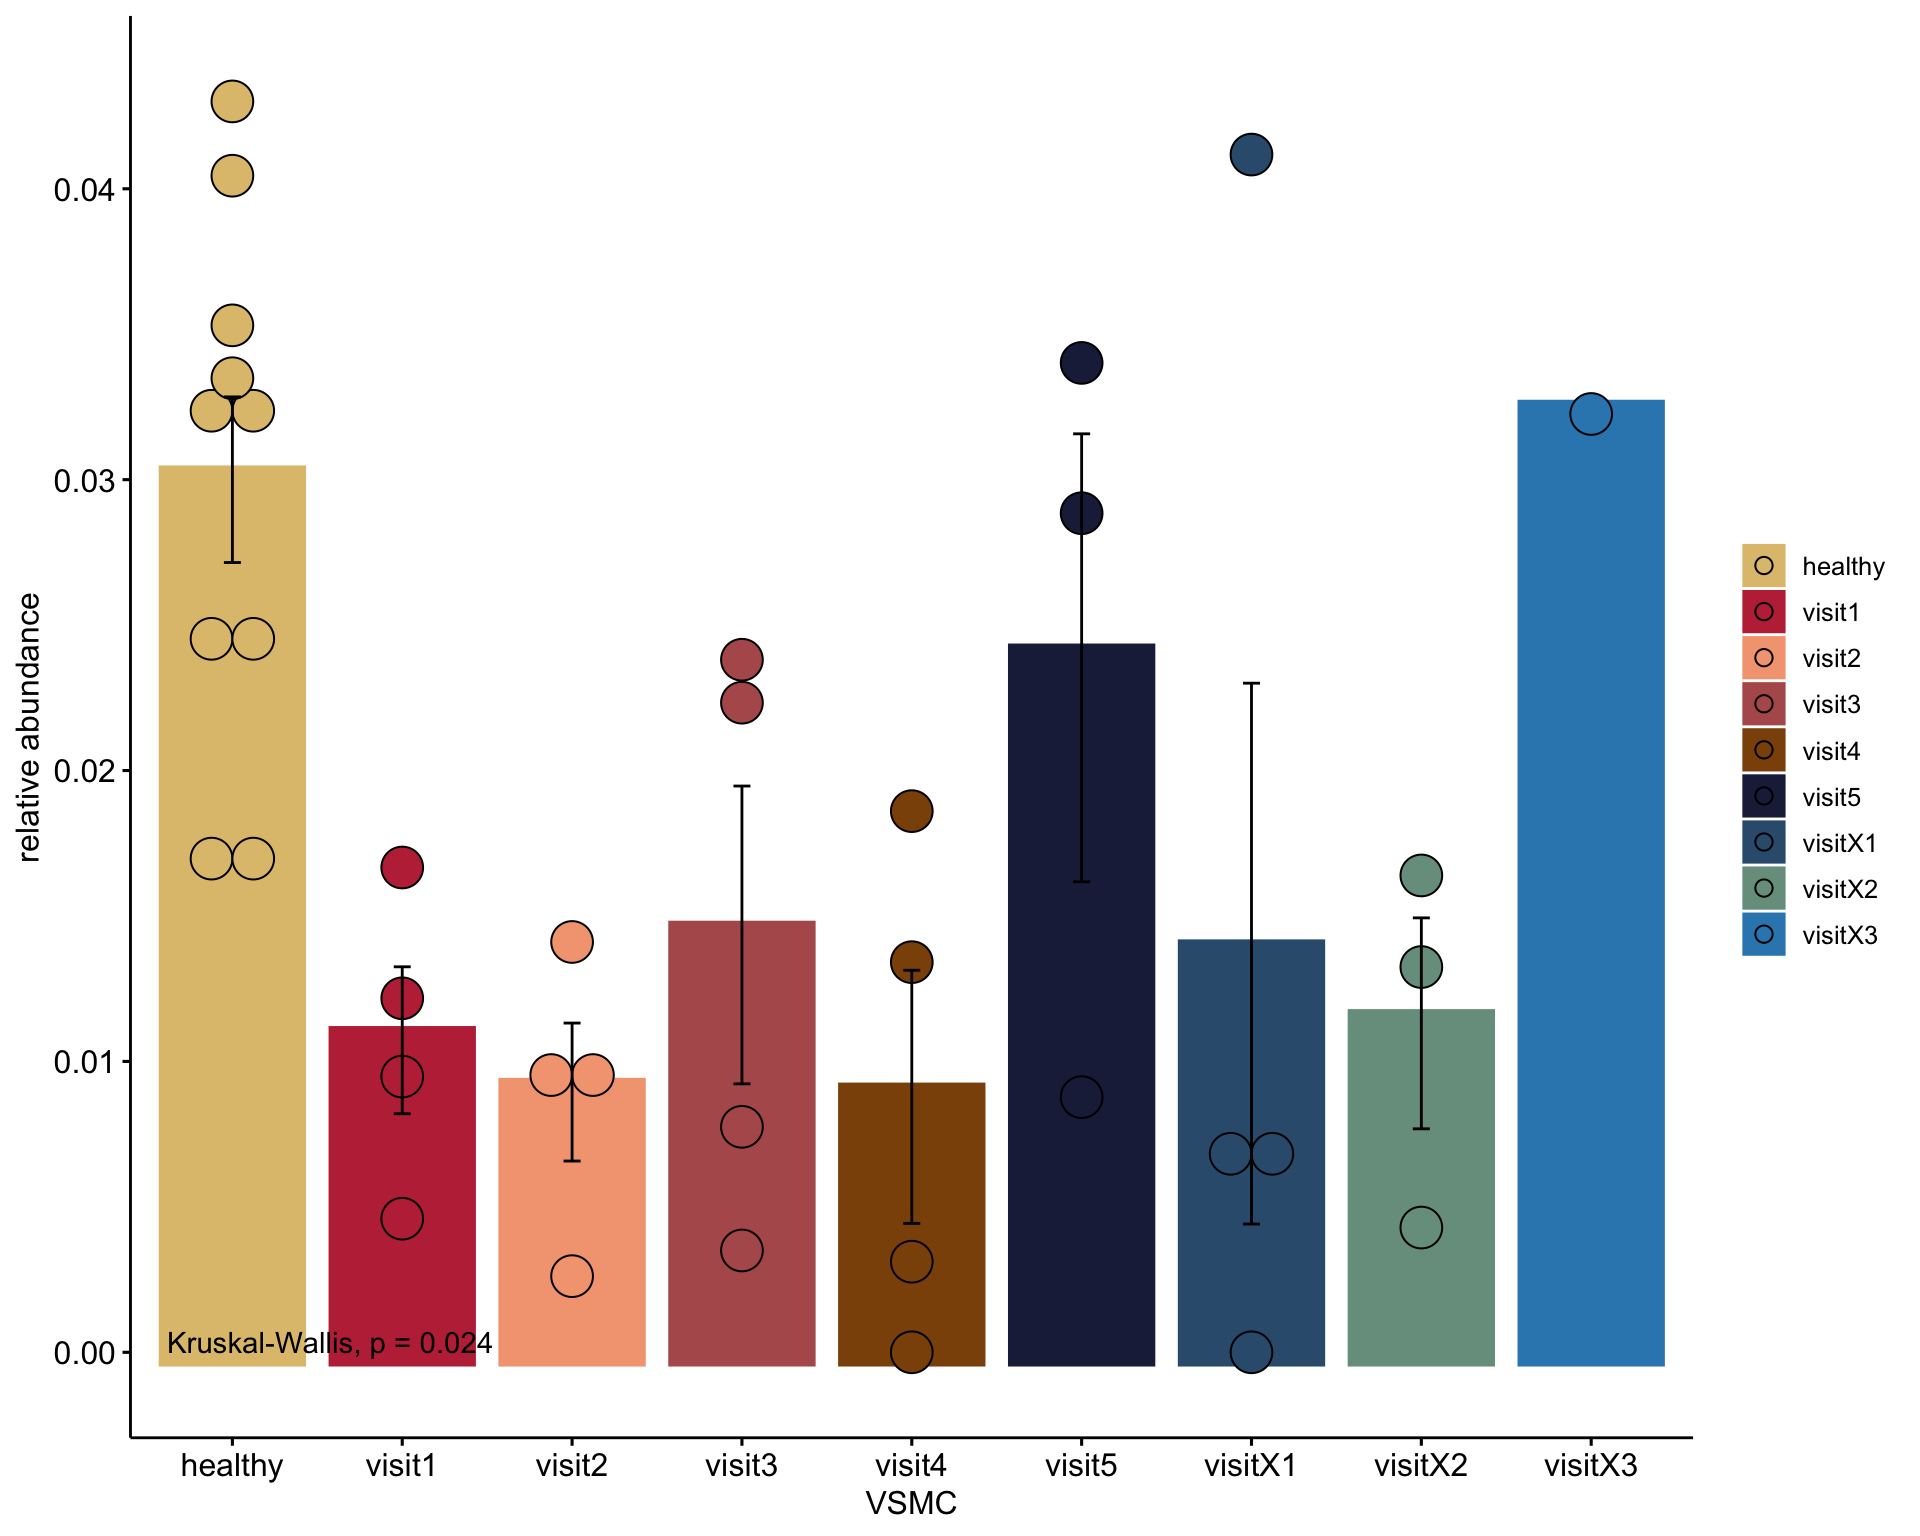 relative abundance
0.04
0.03
0.02
0.01
0.00
Kruskal-Wallis, p = 0.024
healthy visit1 visit2 visit3 visit4 visit5 visitX1 visitX2 visitX3
VSMC
healthy
visit1
visit2
visit3
visit4
visit5
visitX1
visitX2
visitX3